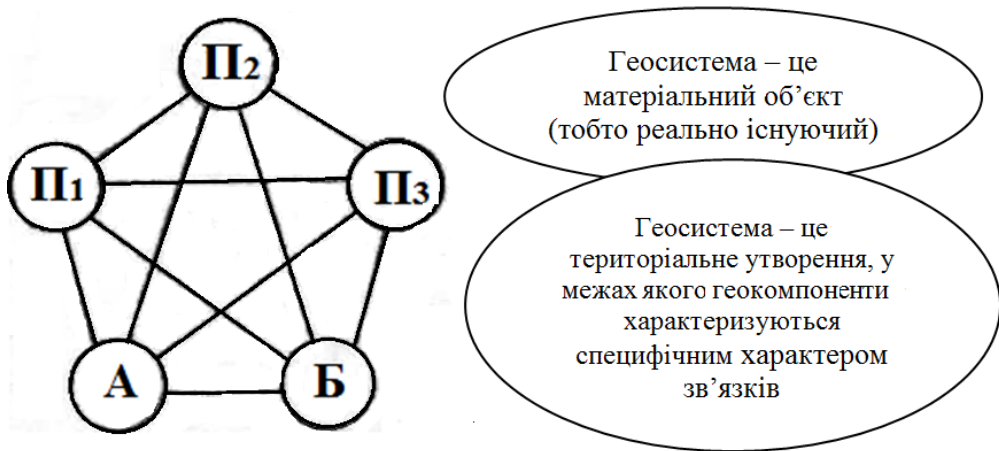 П2
П1
П3
А
Б
Геосистема – це
матеріальний об’єкт
(тобто реально існуючий)
Геосистема – це
територіальне утворення, у
межах якого геокомпоненти
характеризуються
специфічним характером
зв’язків